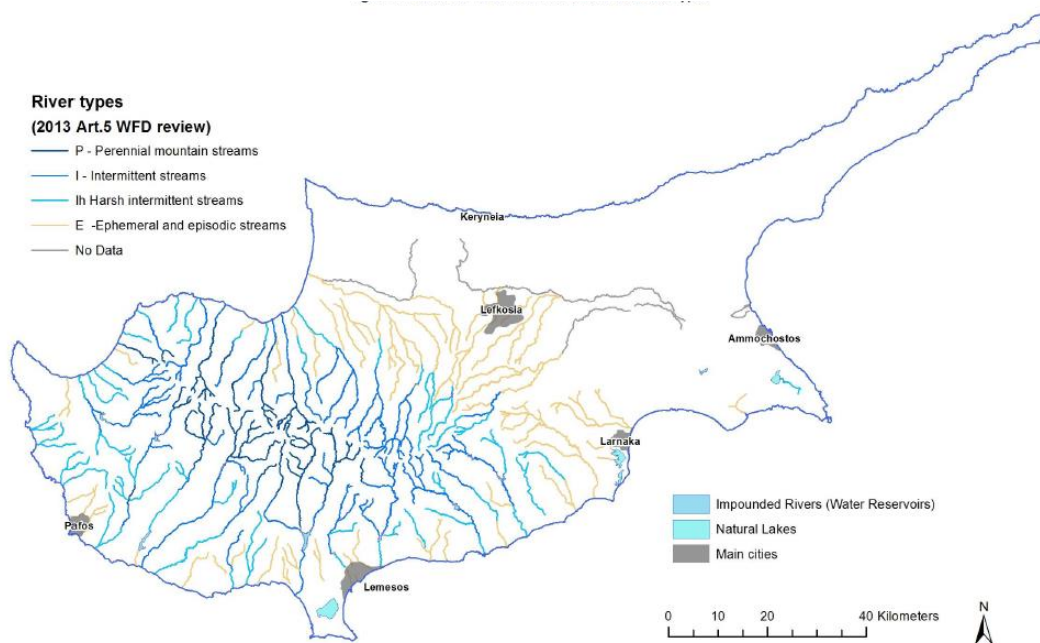 River types
(2013 Art.5 WFD review)
P - Perennial mountain streams
I - Intermittent streams
Ih Harsh intermittent streams
E -Ephemeral and episodic streams
No Data
Keryneia
Lefkosia
Ammochostos
Larnaka
Pafos
Lemesos
Impounded Rivers (Water Reservoirs)
Natural Lakes
Main cities
0 10 20 40 Kilometers
N